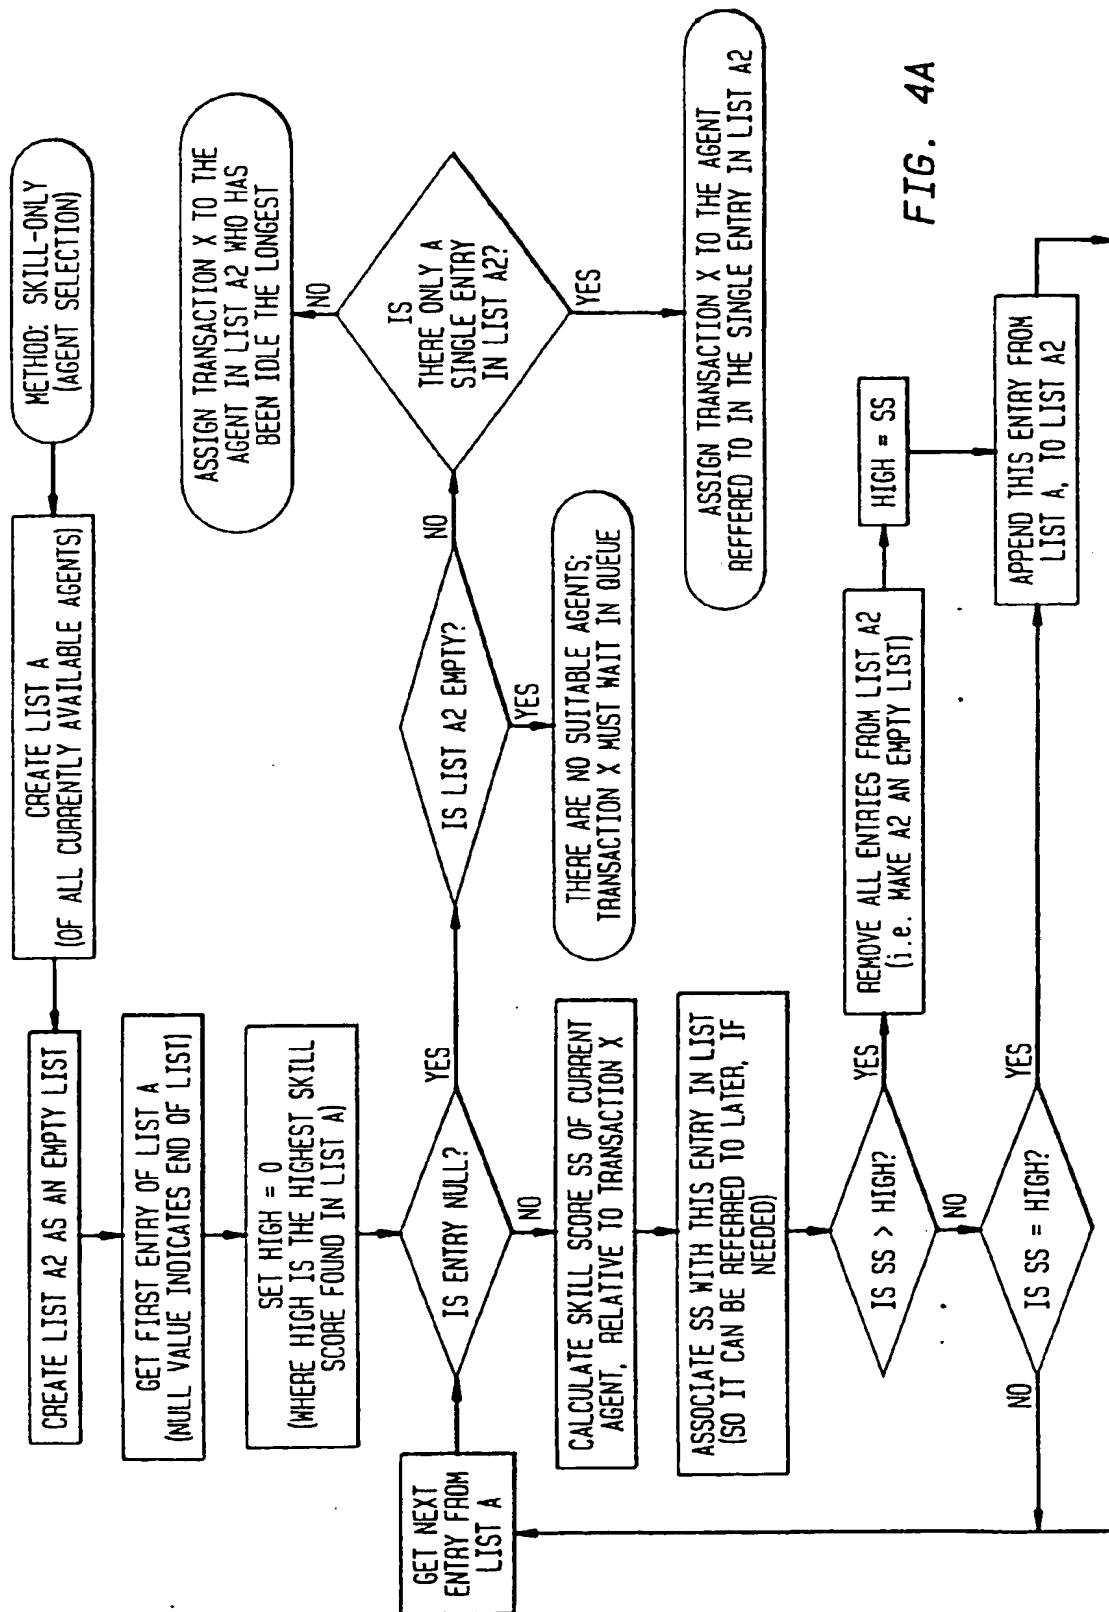 METHOD: SKILL-ONLY
(AGENT SELECTION)
CREATE LIST A
(OF ALL CURRENTLY AVAILABLE AGENTS)
CREATE LIST A2 AS AN EMPTY LIST
GET FIRST ENTRY OF LIST A
(NULL VALUE INDICATES END OF LIST)
SET HIGH = 0
(WHERE HIGH IS THE HIGHEST SKILL
SCORE FOUND IN LIST A)
GET NEXT
ENTRY FROM
LIST A
IS ENTRY NULL?
YES
NO
IS LIST A2 EMPTY?
NO
YES
IS
THERE ONLY A
SINGLE ENTRY
IN LIST A2?
NO
YES
ASSIGN TRANSACTION X TO THE
AGENT IN LIST A2 WHO HAS
BEEN IDLE THE LONGEST
THERE ARE NO SUITABLE AGENTS;
TRANSACTION X MUST WAIT IN QUEUE
ASSIGN TRANSACTION X TO THE AGENT
REFFERED TO IN THE SINGLE ENTRY IN LIST A2
CALCULATE SKILL SCORE SS OF CURRENT
AGENT, RELATIVE TO TRANSACTION X
ASSOCIATE SS WITH THIS ENTRY IN LIST
(SO IT CAN BE REFERRED TO LATER, IF
NEEDED)
IS SS > HIGH?
YES
NO
REMOVE ALL ENTRIES FROM LIST A2
(i.e. MAKE A2 AN EMPTY LIST)
HIGH = SS
IS SS = HIGH?
YES
NO
APPEND THIS ENTRY FROM
LIST A, TO LIST A2
FIG. 4A